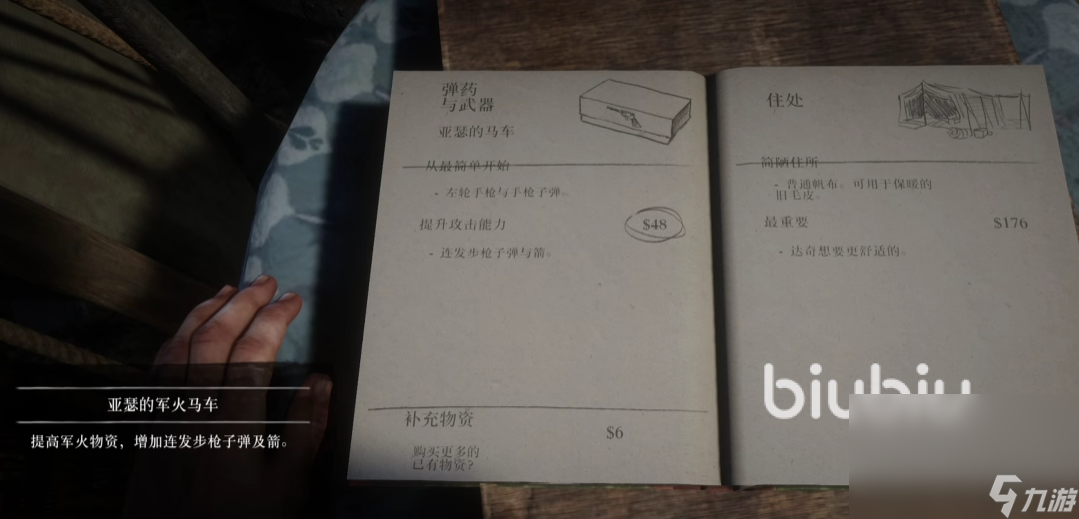 弹药
与武器
亚瑟的马车
从最简单开始
- 左轮手枪与手枪子弹。
提升攻击能力
$48
- 连发步枪子弹与箭。
补充物资
$6
购买更多的
已有物资?
住处
简陋住所
- 普通帆布。可用于保暖的
旧毛皮。
最重要
$176
- 达奇想要更舒适的。
亚瑟的军火马车
提高军火物资，增加连发步枪子弹及箭。
biubiu
九游